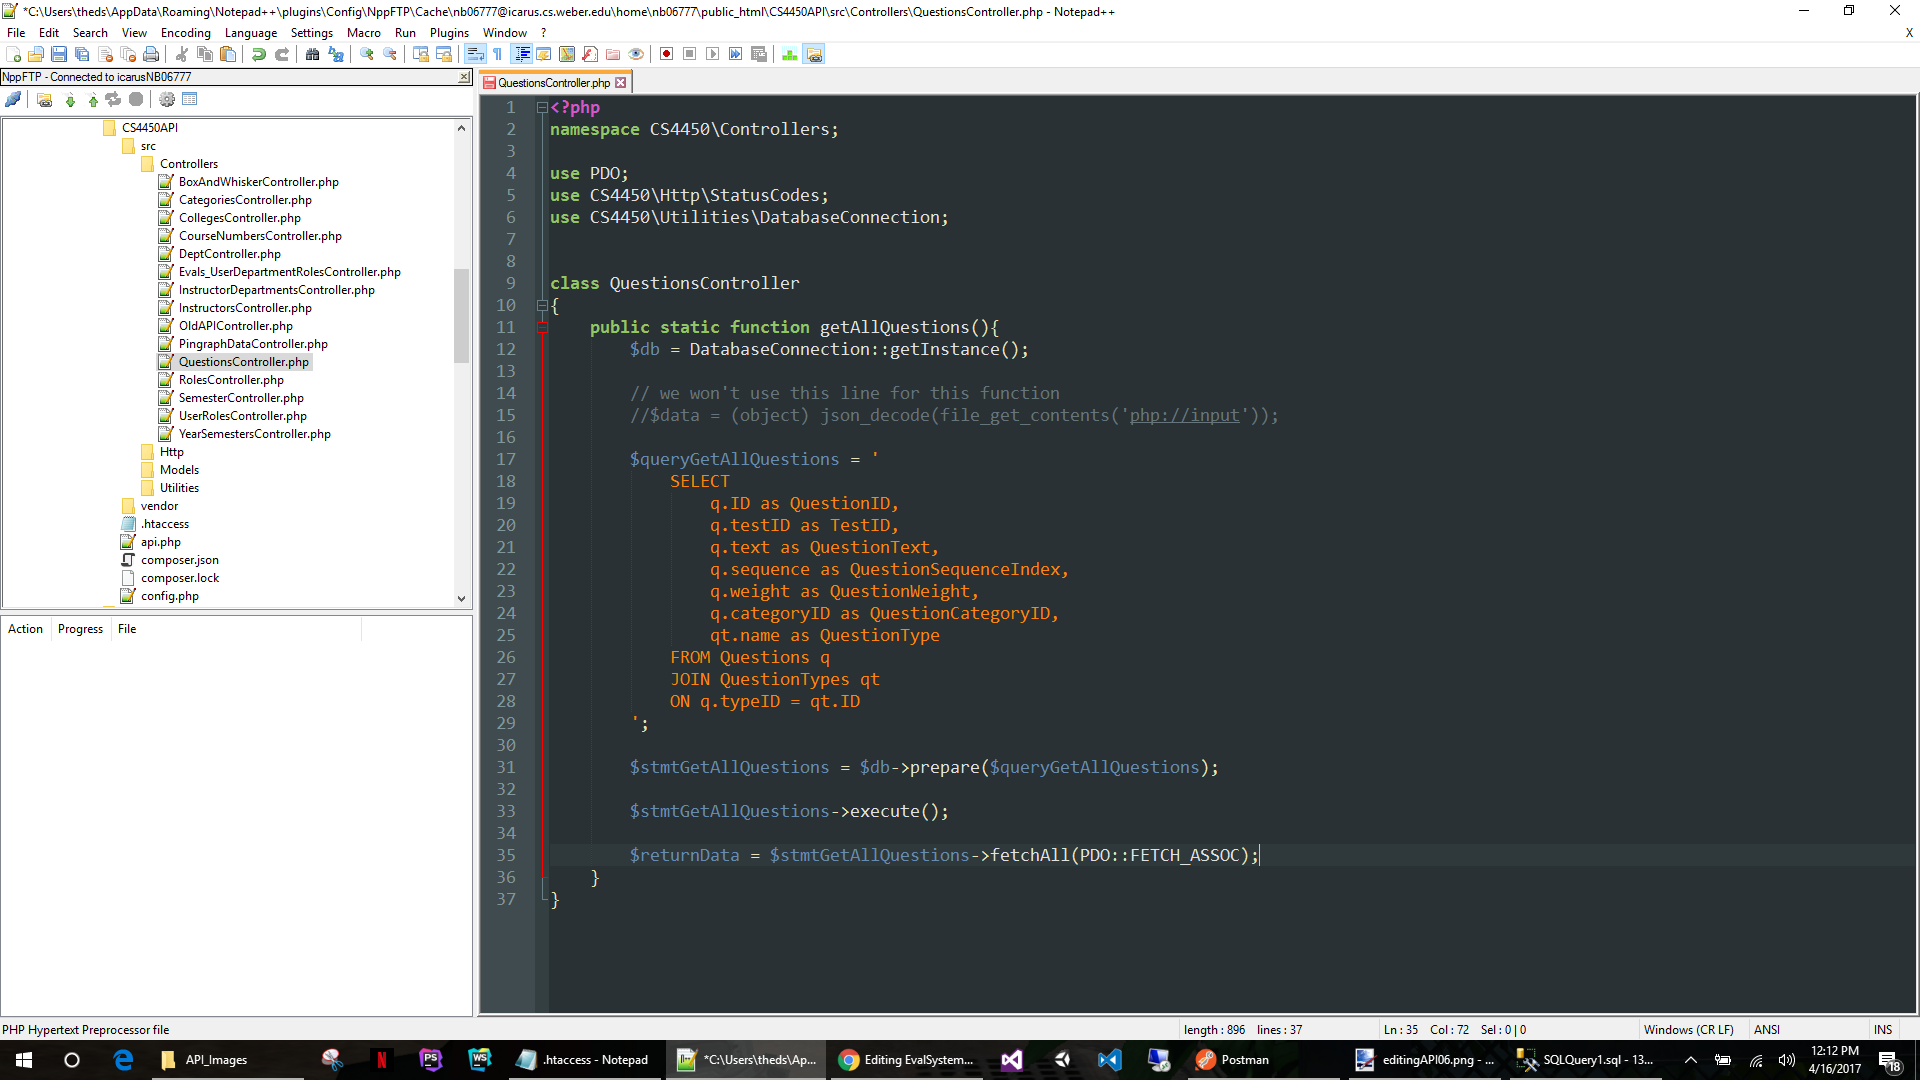 *C:\Users\theds\AppData\Roaming\Notepad++\plugins\Config\NppFTP\Cache\nb06777@icarus.cs.weber.edu\home\nb06777\public_html\CS4450API\src\Controllers\QuestionsController.php - Notepad++
File Edit Search View Encoding Language Settings Macro Run Plugins Window ? X
NppFTP - Connected to icarusNB06777
QuestionsController.php
CS4450API
src
Controllers
BoxAndWhiskerController.php
CategoriesController.php
CollegesController.php
CourseNumbersController.php
DeptController.php
Evals_UserDepartmentRolesController.php
InstructorDepartmentsController.php
InstructorsController.php
OldAPIController.php
PingraphDataController.php
QuestionsController.php
RolesController.php
SemesterController.php
UserRolesController.php
YearSemestersController.php
Http
Models
Utilities
vendor
.htaccess
api.php
composer.json
composer.lock
config.php
Action Progress File
1 <?php
2 namespace CS4450\Controllers;
3
4 use PDO;
5 use CS4450\Http\StatusCodes;
6 use CS4450\Utilities\DatabaseConnection;
7
8
9 class QuestionsController
10 {
11 public static function getAllQuestions(){
12 $db = DatabaseConnection::getInstance();
13
14 // we won't use this line for this function
15 //$data = (object) json_decode(file_get_contents('php://input'));
16
17 $queryGetAllQuestions = '
18 SELECT
19 q.ID as QuestionID,
20 q.testID as TestID,
21 q.text as QuestionText,
22 q.sequence as QuestionSequenceIndex,
23 q.weight as QuestionWeight,
24 q.categoryID as QuestionCategoryID,
25 qt.name as QuestionType
26 FROM Questions q
27 JOIN QuestionTypes qt
28 ON q.typeID = qt.ID
29 ';
30
31 $stmtGetAllQuestions = $db->prepare($queryGetAllQuestions);
32
33 $stmtGetAllQuestions->execute();
34
35 $returnData = $stmtGetAllQuestions->fetchAll(PDO::FETCH_ASSOC);
36 }
37 }
PHP Hypertext Preprocessor file length : 896 lines : 37 Ln : 35 Col : 72 Sel : 0 | 0 Windows (CR LF) ANSI INS
API_Images N PS WS .htaccess - Notepad *C:\Users\theds\Ap... Editing EvalSystem... Postman editingAPI06.png - ... SQLQuery1.sql - 13... 12:12 PM
4/16/2017 18